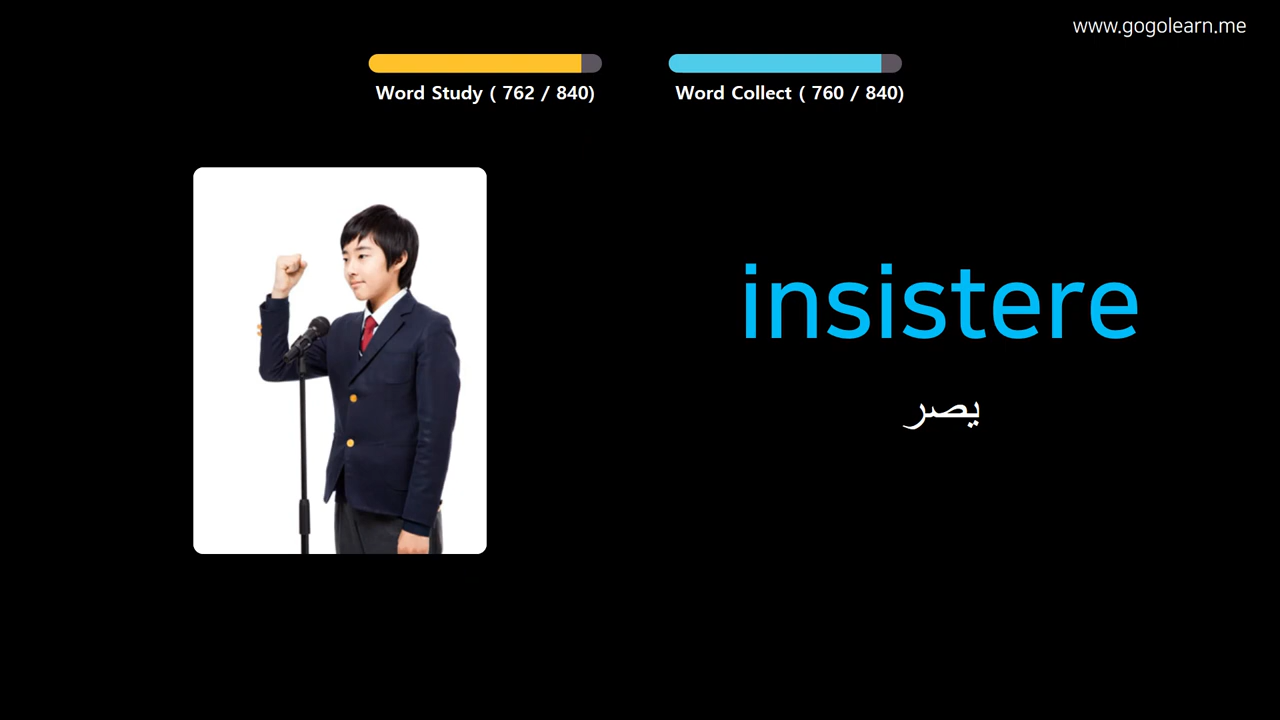 www.gogolearn.me
Word Study ( 762 / 840)
Word Collect ( 760 / 840)
insistere
يصر